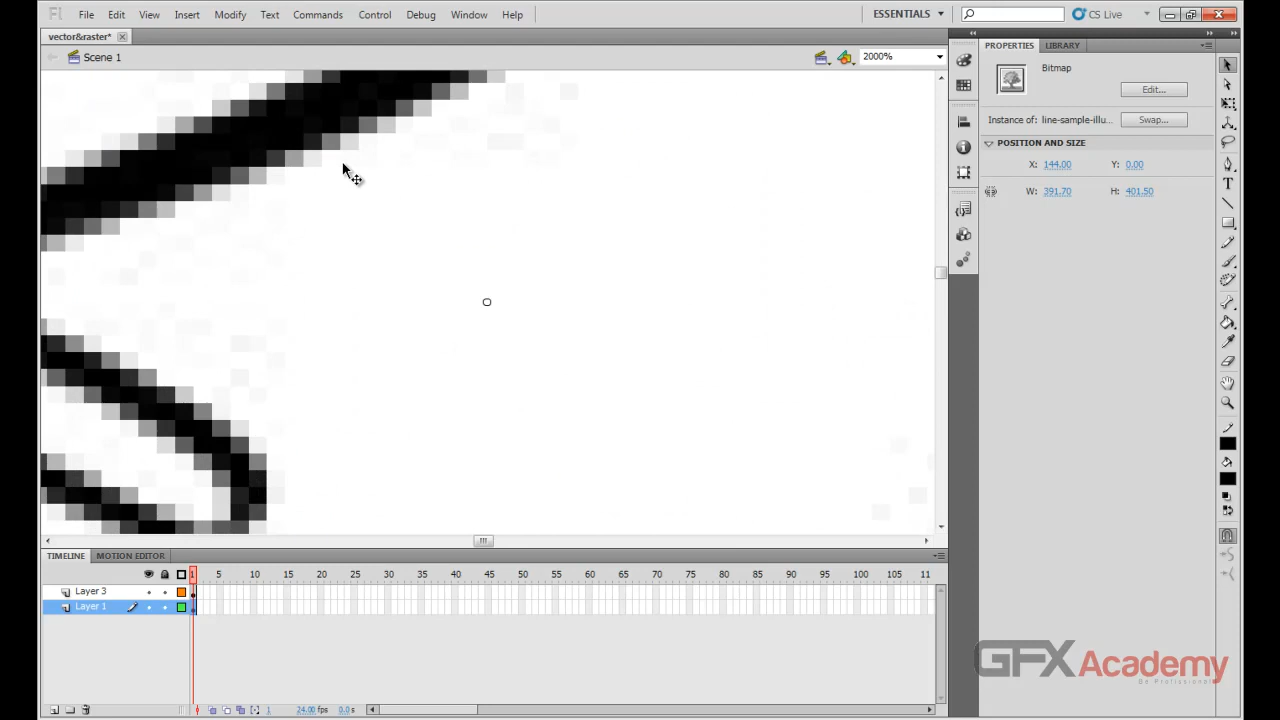 Fl File Edit View Insert Modify Text Commands Control Debug Window Help ESSENTIALS CS Live
vector&raster*
Scene 1 2000%
PROPERTIES LIBRARY
Bitmap
Edit...
Instance of: line-sample-illu... Swap...
POSITION AND SIZE
X: 144.00 Y: 0.00
W: 391.70 H: 401.50
TIMELINE MOTION EDITOR
1 5 10 15 20 25 30 35 40 45 50 55 60 65 70 75 80 85 90 95 100 105 11
Layer 3
Layer 1
1 24.00 fps 0.0 s
GFX Academy
Be Professional